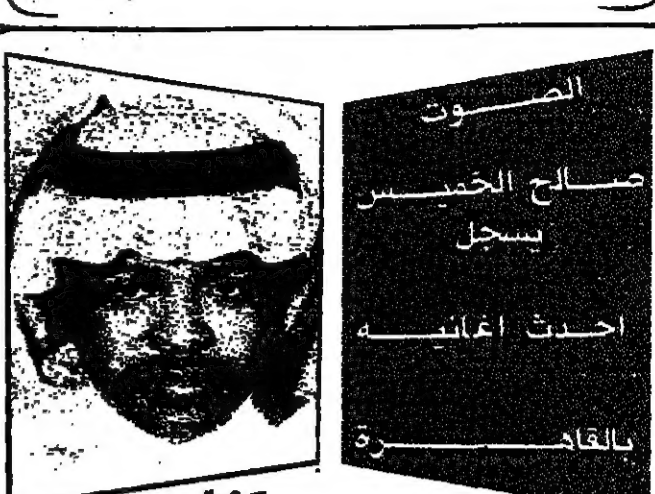 الصوت
صالح الخميس
يسجل
احدث اغانيه
بالقاهرة